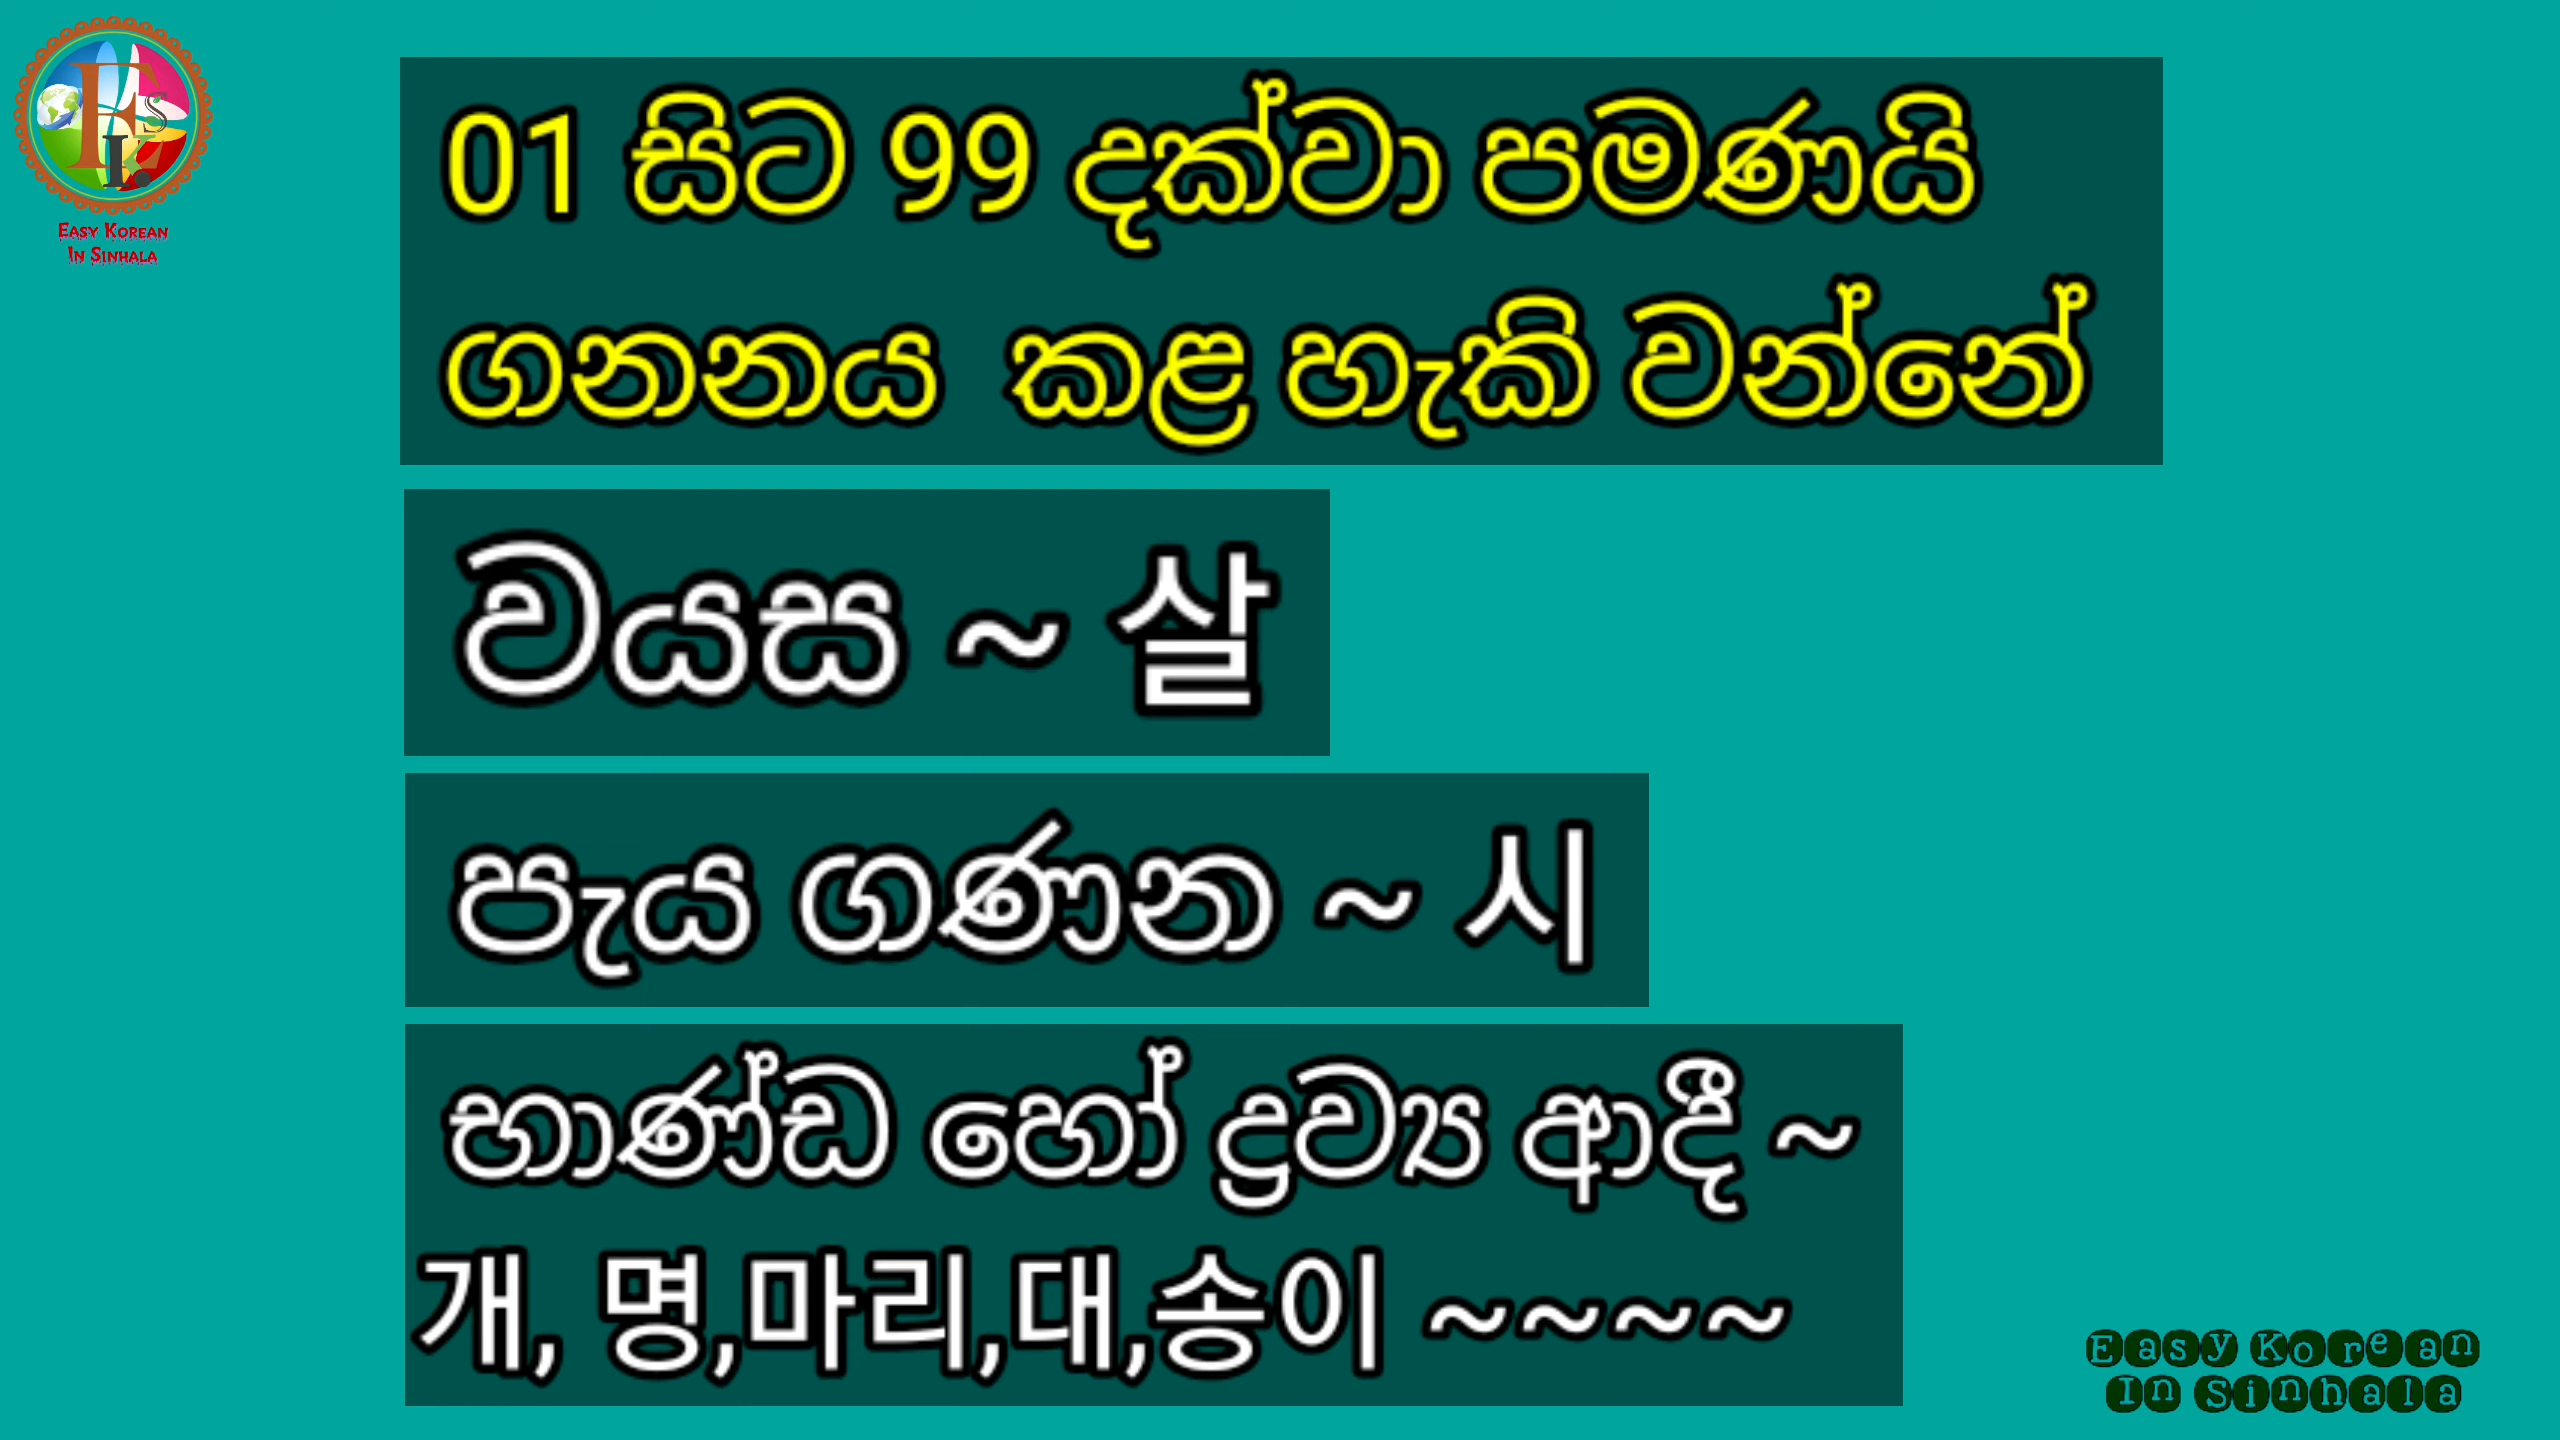 EASY KOREAN
IN SINHALA
01 සිට 99 දක්වා පමණයි
ගනනය කළ හැකි වන්නේ
වයස ~ 살
පැය ගණන ~ 시
භාණ්ඩ හෝ ද්‍රව්‍ය ආදී ~
개, 명,마리,대,송이 ~~~~
Easy Korean
In Sinhala